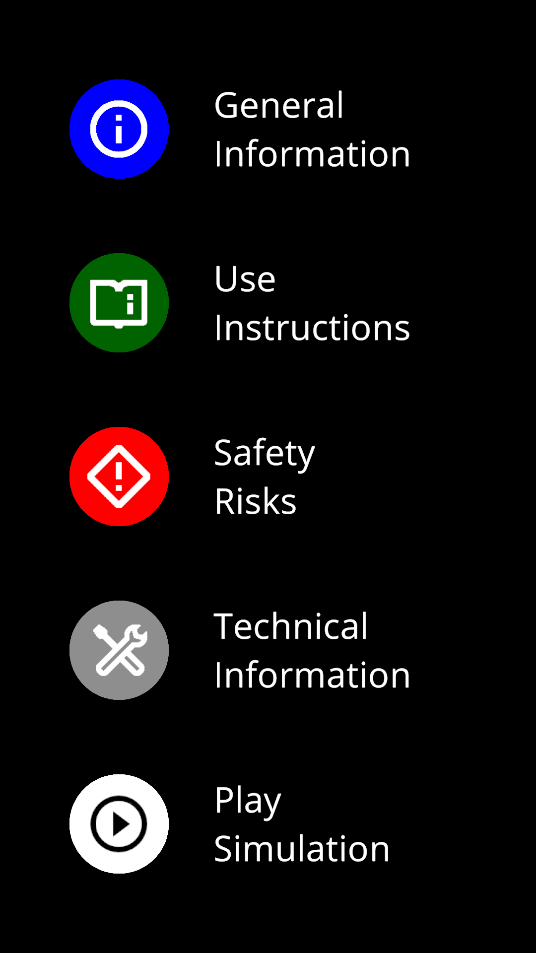 General
Information
Use
Instructions
Safety
Risks
Technical
Information
Play
Simulation